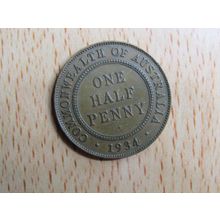 COMMONWEALTH OF AUSTRALIA
ONE
HALF
PENNY
1934